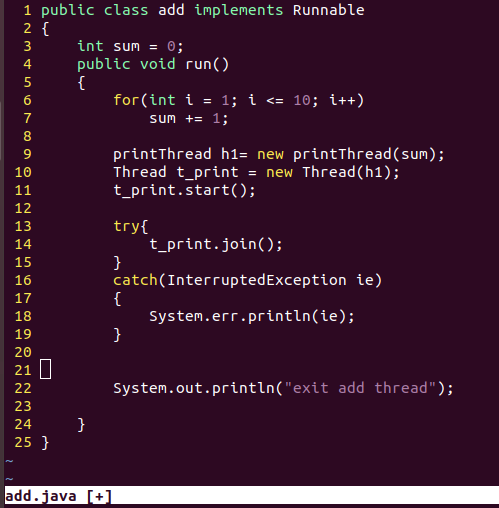 1 public class add implements Runnable
2 {
3     int sum = 0;
4     public void run()
5     {
6         for(int i = 1; i <= 10; i++)
7             sum += 1;
8
9         printThread h1= new printThread(sum);
10         Thread t_print = new Thread(h1);
11         t_print.start();
12
13         try{
14             t_print.join();
15         }
16         catch(InterruptedException ie)
17         {
18             System.err.println(ie);
19         }
20
21
22         System.out.println("exit add thread");
23
24     }
25 }
~
~
add.java [+]